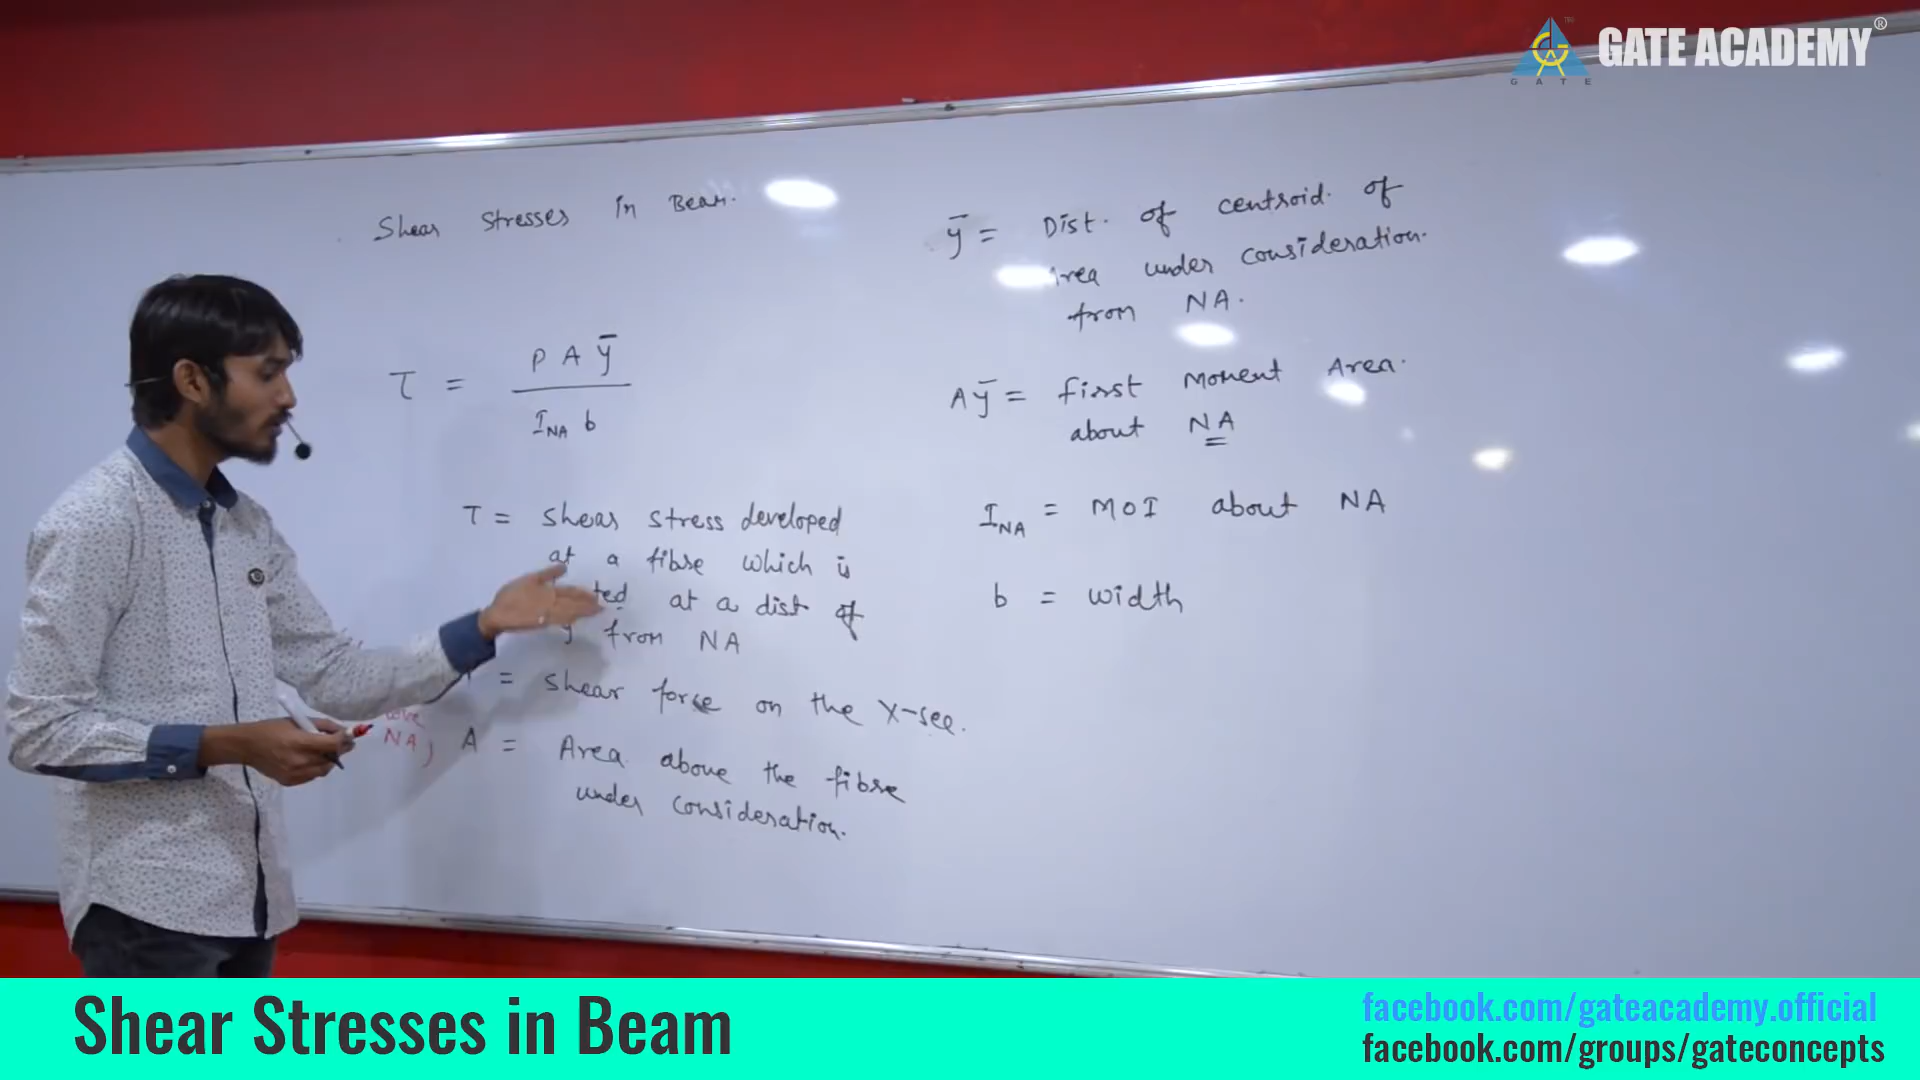 GATE ACADEMY®
GATE
Shear Stresses in Beam.
τ = P A ȳ
I_NA b
τ = shear stress developed
at a fibre which is
at a dist of
y from NA
= shear force on the X-sec.
NA)
A = Area above the fibre
under consideration.
ȳ = Dist. of centroid of
Area under consideration.
from NA.
Aȳ = first Moment Area.
about NA
I_NA = MOI about NA
b = width
Shear Stresses in Beam
facebook.com/gateacademy.official
facebook.com/groups/gateconcepts